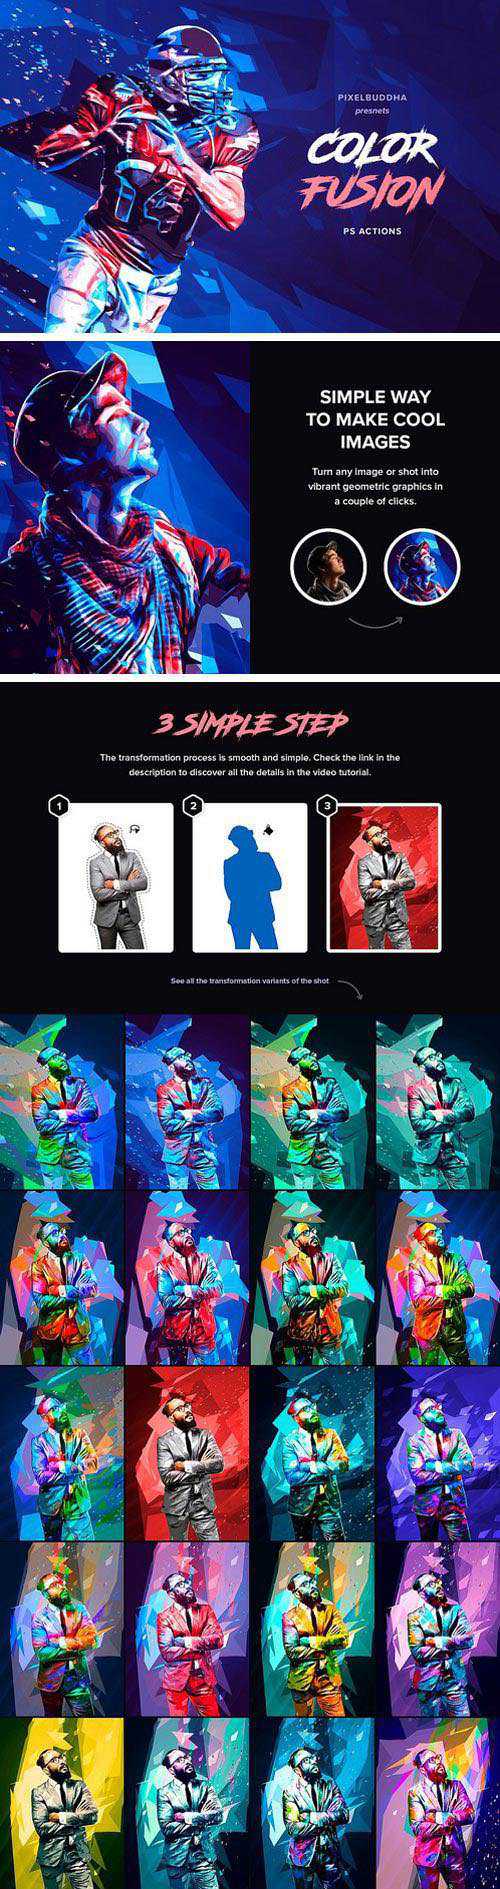 PIXELBUDDHA
presnets
COLOR
FUSION
PS ACTIONS
SIMPLE WAY
TO MAKE COOL
IMAGES
Turn any image or shot into
vibrant geometric graphics in
a couple of clicks.
3 SIMPLE STEP
The transformation process is smooth and simple. Check the link in the
description to discover all the details in the video tutorial.
1
2
3
See all the transformation variants of the shot